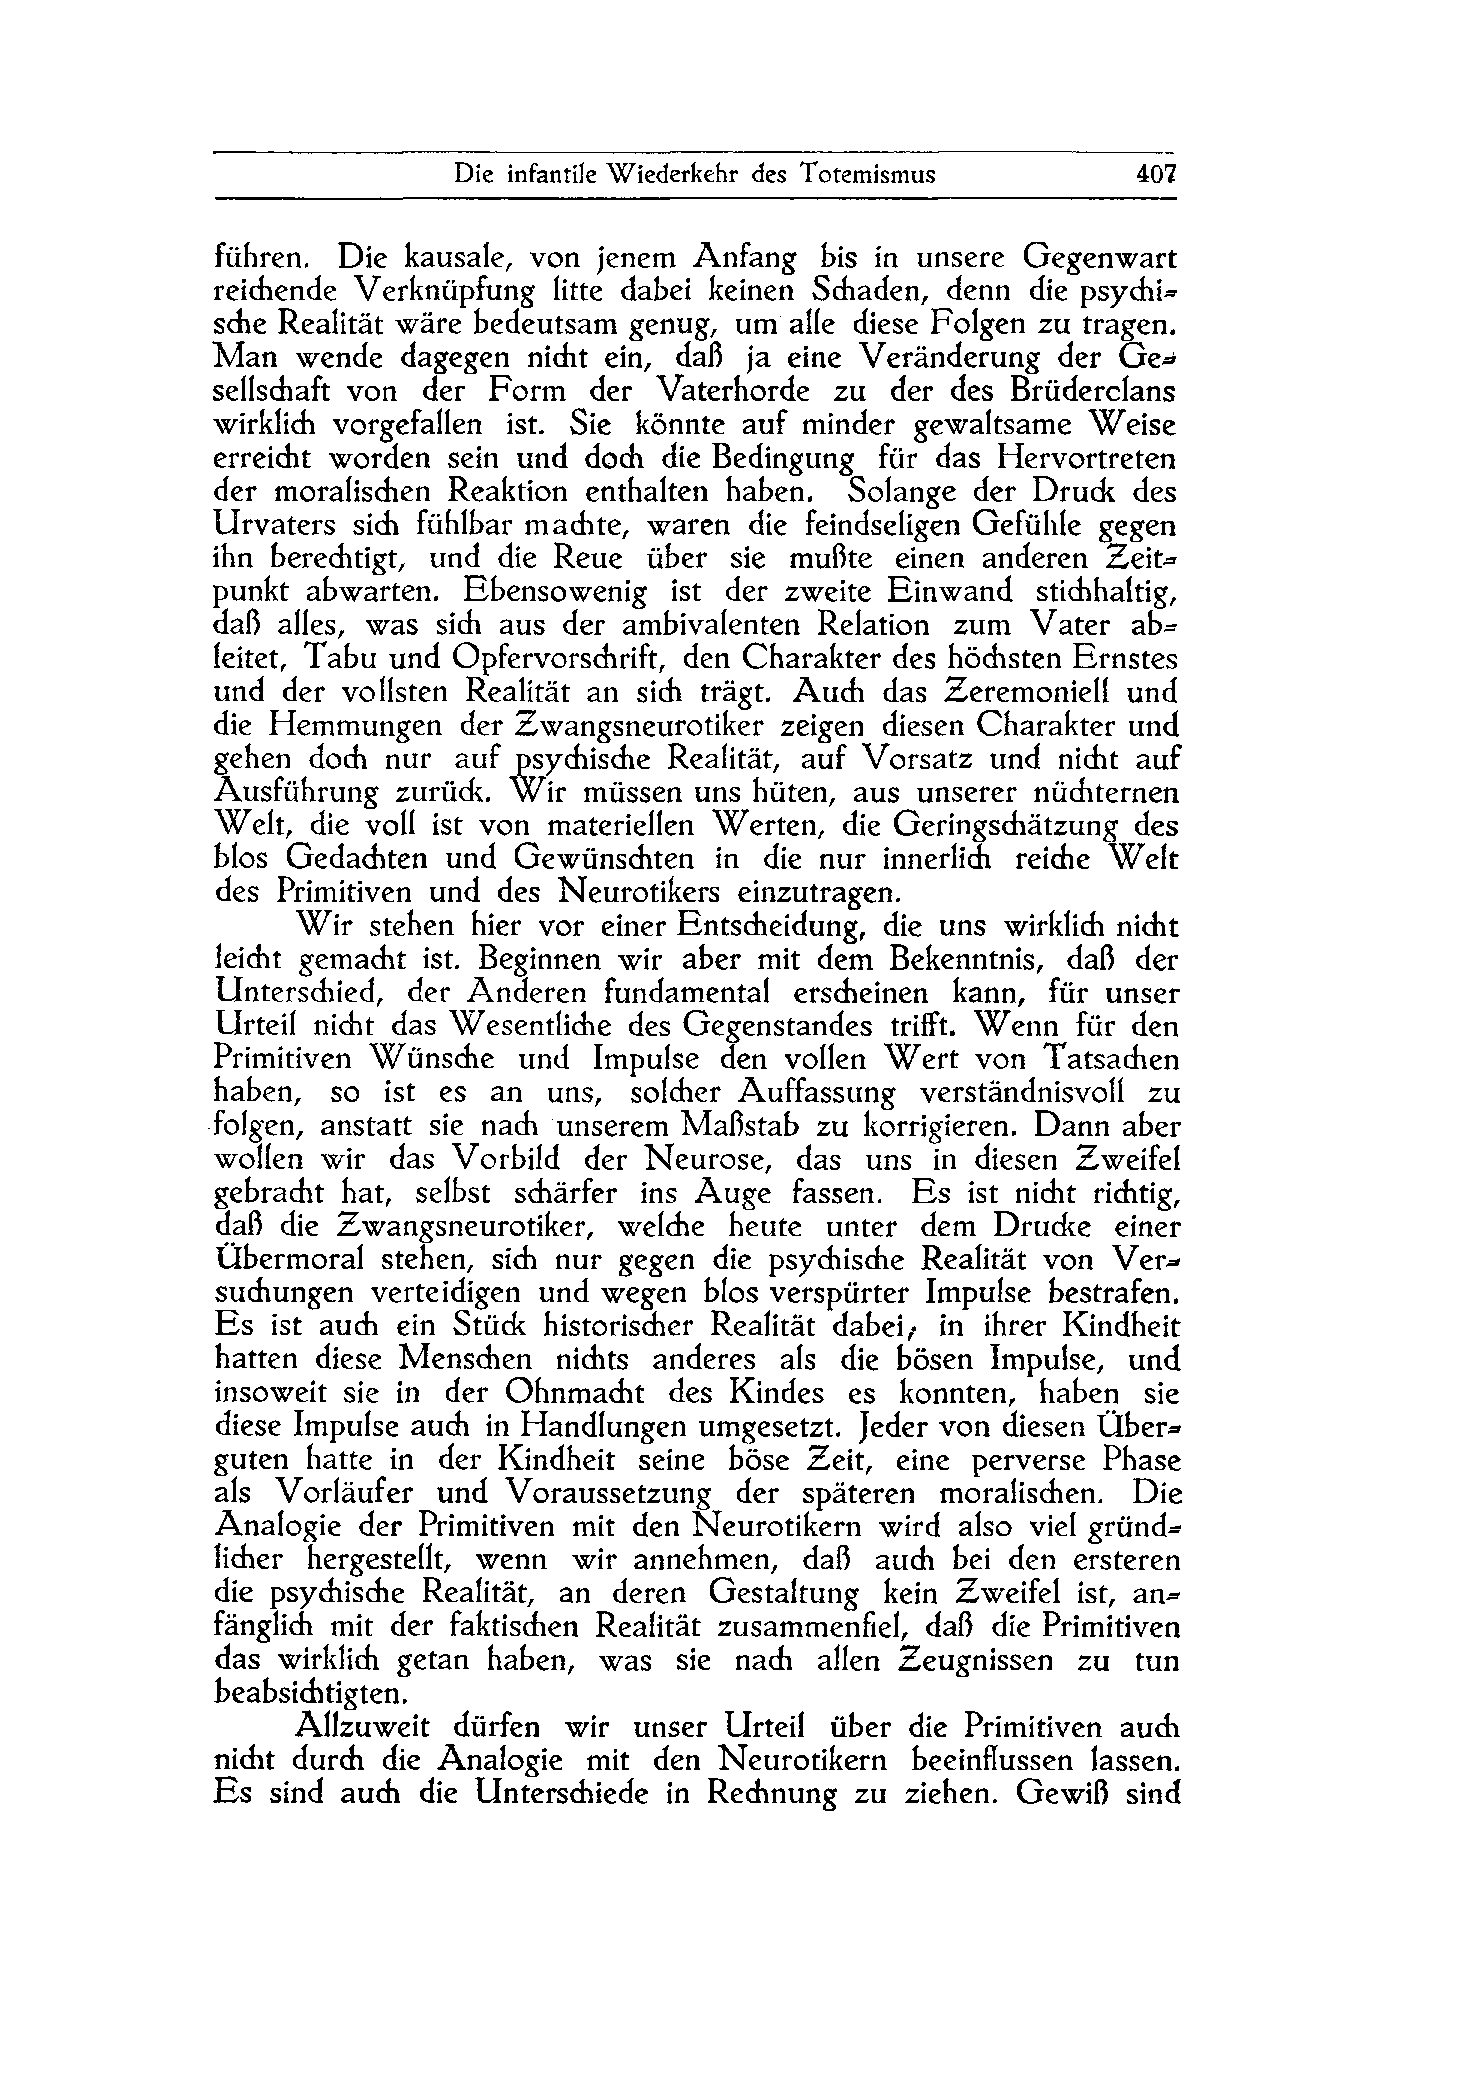 Die infantile Wiederkehr des Totemismus 407
führen. Die kausale, von jenem Anfang bis in unsere Gegenwart
reichende Verknüpfung litte dabei keinen Schaden, denn die psychi-
sche Realität wäre bedeutsam genug, um alle diese Folgen zu tragen.
Man wende dagegen nicht ein, daß ja eine Veränderung der Ge-
sellschaft von der Form der Vaterhorde zu der des Brüderclans
wirklich vorgefallen ist. Sie könnte auf minder gewaltsame Weise
erreicht worden sein und doch die Bedingung für das Hervortreten
der moralischen Reaktion enthalten haben. Solange der Druck des
Urvaters sich fühlbar machte, waren die feindseligen Gefühle gegen
ihn berechtigt, und die Reue über sie mußte einen anderen Zeit-
punkt abwarten. Ebensowenig ist der zweite Einwand stichhaltig,
daß alles, was sich aus der ambivalenten Relation zum Vater ab-
leitet, Tabu und Opfervorschrift, den Charakter des höchsten Ernstes
und der vollsten Realität an sich trägt. Auch das Zeremoniell und
die Hemmungen der Zwangsneurotiker zeigen diesen Charakter und
gehen doch nur auf psychische Realität, auf Vorsatz und nicht auf
Ausführung zurück. Wir müssen uns hüten, aus unserer nüchternen
Welt, die voll ist von materiellen Werten, die Geringschätzung des
blos Gedachten und Gewünschten in die nur innerlich reiche Welt
des Primitiven und des Neurotikers einzutragen.
Wir stehen hier vor einer Entscheidung, die uns wirklich nicht
leicht gemacht ist. Beginnen wir aber mit dem Bekenntnis, daß der
Unterschied, der Anderen fundamental erscheinen kann, für unser
Urteil nicht das Wesentliche des Gegenstandes trifft. Wenn für den
Primitiven Wünsche und Impulse den vollen Wert von Tatsachen
haben, so ist es an uns, solcher Auffassung verständnisvoll zu
folgen, anstatt sie nach unserem Maßstab zu korrigieren. Dann aber
wollen wir das Vorbild der Neurose, das uns in diesen Zweifel
gebracht hat, selbst schärfer ins Auge fassen. Es ist nicht richtig,
daß die Zwangsneurotiker, welche heute unter dem Drucke einer
Übermoral stehen, sich nur gegen die psychische Realität von Ver-
suchungen verteidigen und wegen blos verspürter Impulse bestrafen.
Es ist auch ein Stück historischer Realität dabei; in ihrer Kindheit
hatten diese Menschen nichts anderes als die bösen Impulse, und
insoweit sie in der Ohnmacht des Kindes es konnten, haben sie
diese Impulse auch in Handlungen umgesetzt. Jeder von diesen Über-
guten hatte in der Kindheit seine böse Zeit, eine perverse Phase
als Vorläufer und Voraussetzung der späteren moralischen. Die
Analogie der Primitiven mit den Neurotikern wird also viel gründ-
licher hergestellt, wenn wir annehmen, daß auch bei den ersteren
die psychische Realität, an deren Gestaltung kein Zweifel ist, an-
fänglich mit der faktischen Realität zusammenfiel, daß die Primitiven
das wirklich getan haben, was sie nach allen Zeugnissen zu tun
beabsichtigten.
Allzuweit dürfen wir unser Urteil über die Primitiven auch
nicht durch die Analogie mit den Neurotikern beeinflussen lassen.
Es sind auch die Unterschiede in Rechnung zu ziehen. Gewiß sind